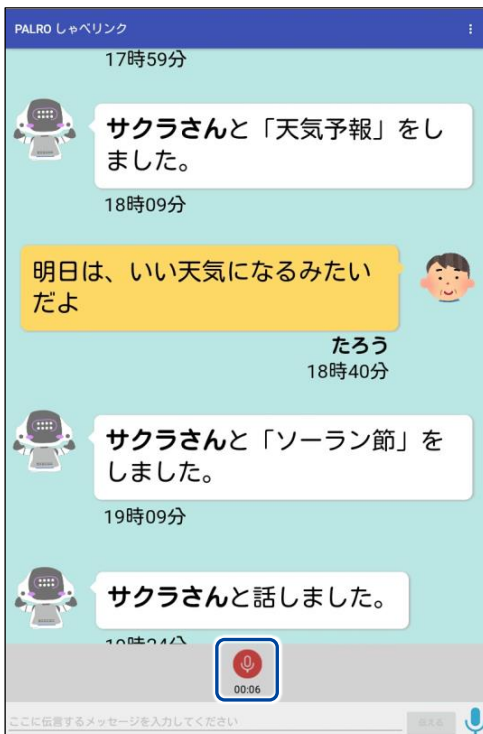 PALRO しゃべリンク
17時59分
サクラさんと「天気予報」をし
ました。
18時09分
明日は、いい天気になるみたい
だよ
たろう
18時40分
サクラさんと「ソーラン節」を
しました。
19時09分
サクラさんと話しました。
00:06
ここに伝言するメッセージを入力してください